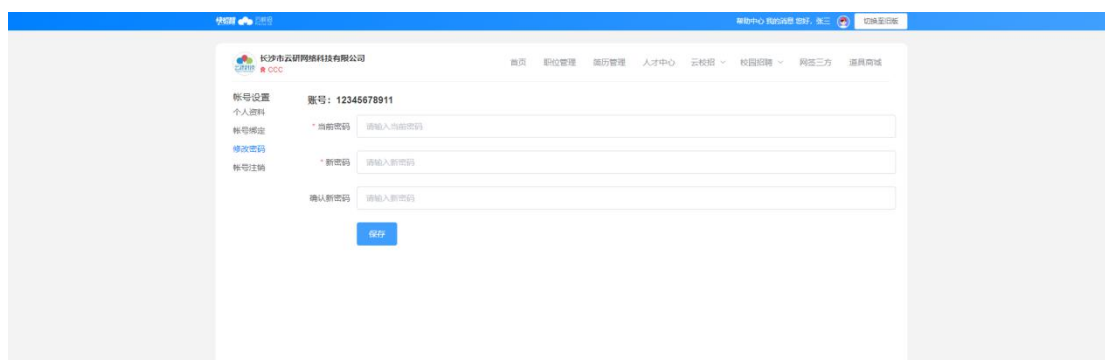 帮助中心 我的消息 您好，张三 切换至旧版
长沙市云研网络科技有限公司
CCC
首页 职位管理 简历管理 人才中心 云校招 校园招聘 网签三方 道具商城
帐号设置
个人资料
帐号绑定
修改密码
帐号注销
账号：12345678911
* 当前密码 请输入当前密码
* 新密码 请输入新密码
确认新密码 请输入新密码
保存